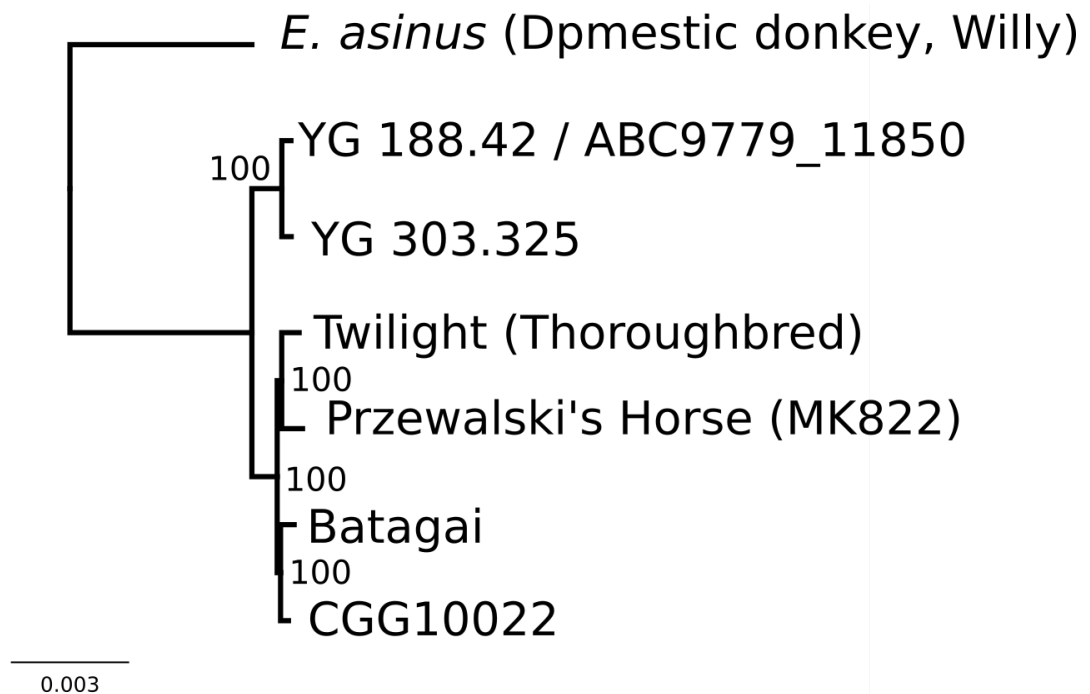 E. asinus (Dpmestic donkey, Willy)
YG 188.42 / ABC9779_11850
100
YG 303.325
Twilight (Thoroughbred)
100
Przewalski's Horse (MK822)
100
Batagai
100
CGG10022
0.003